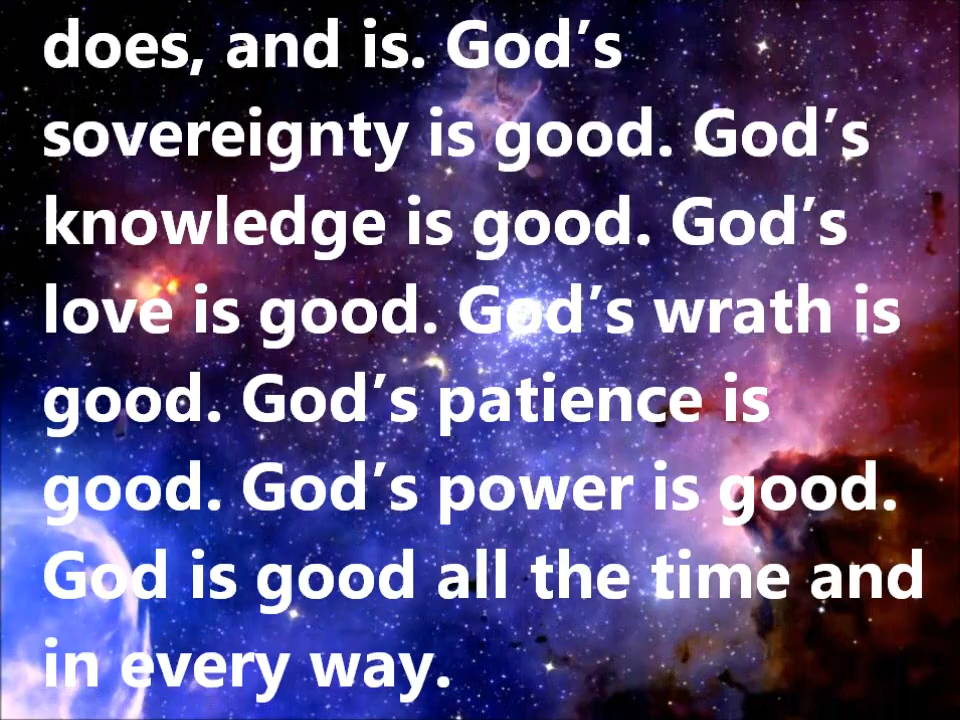 does, and is. God’s
sovereignty is good. God’s
knowledge is good. God’s
love is good. God’s wrath is
good. God’s patience is
good. God’s power is good.
God is good all the time and
in every way.